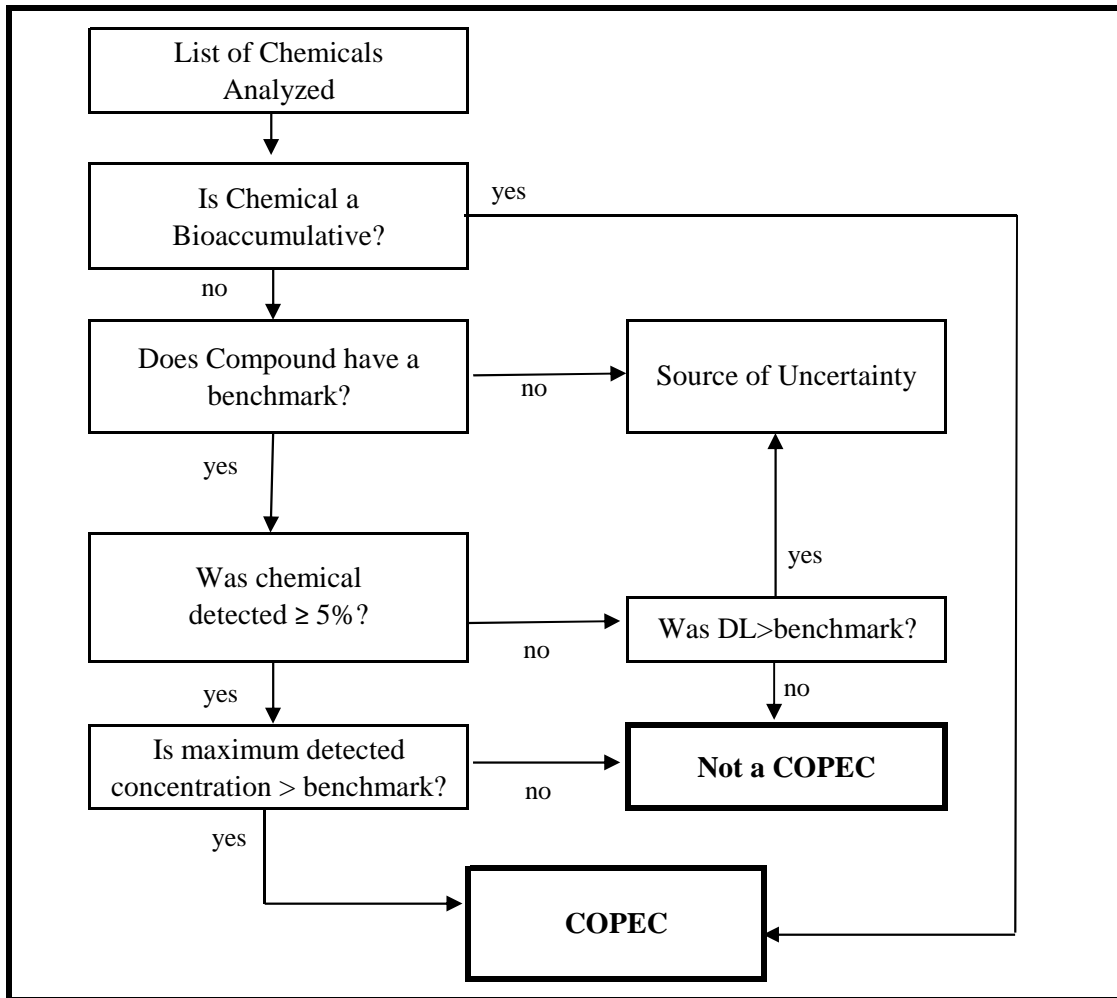 List of Chemicals
Analyzed
Is Chemical a
Bioaccumulative?
yes
no
Does Compound have a
benchmark?
no
Source of Uncertainty
yes
Was chemical
detected ≥ 5%?
no
Was DL>benchmark?
yes
no
yes
Is maximum detected
concentration > benchmark?
no
Not a COPEC
yes
COPEC